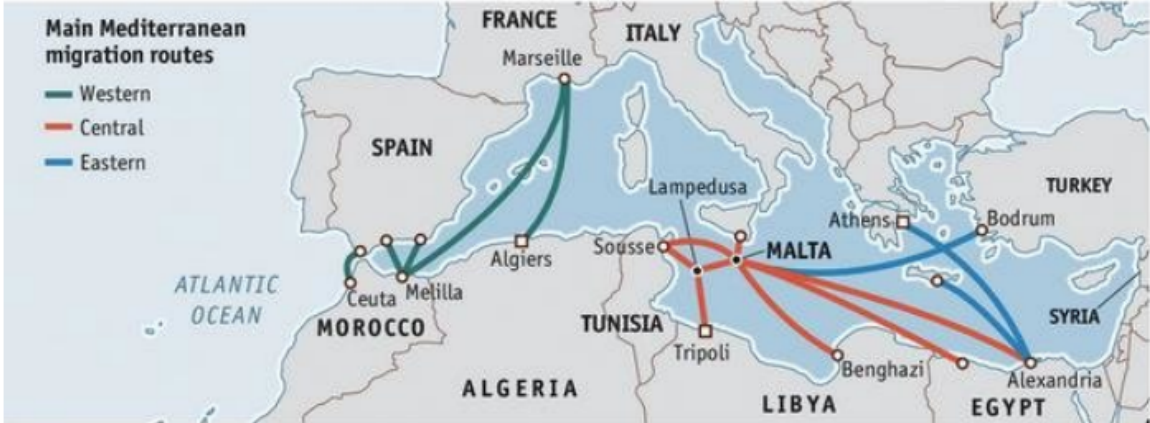 Main Mediterranean
migration routes
Western
Central
Eastern
FRANCE
ITALY
Marseille
SPAIN
Lampedusa
TURKEY
Athens
Bodrum
Sousse
MALTA
Algiers
ATLANTIC
OCEAN
Ceuta
Melilla
MOROCCO
TUNISIA
SYRIA
Tripoli
Benghazi
Alexandria
ALGERIA
LIBYA
EGYPT